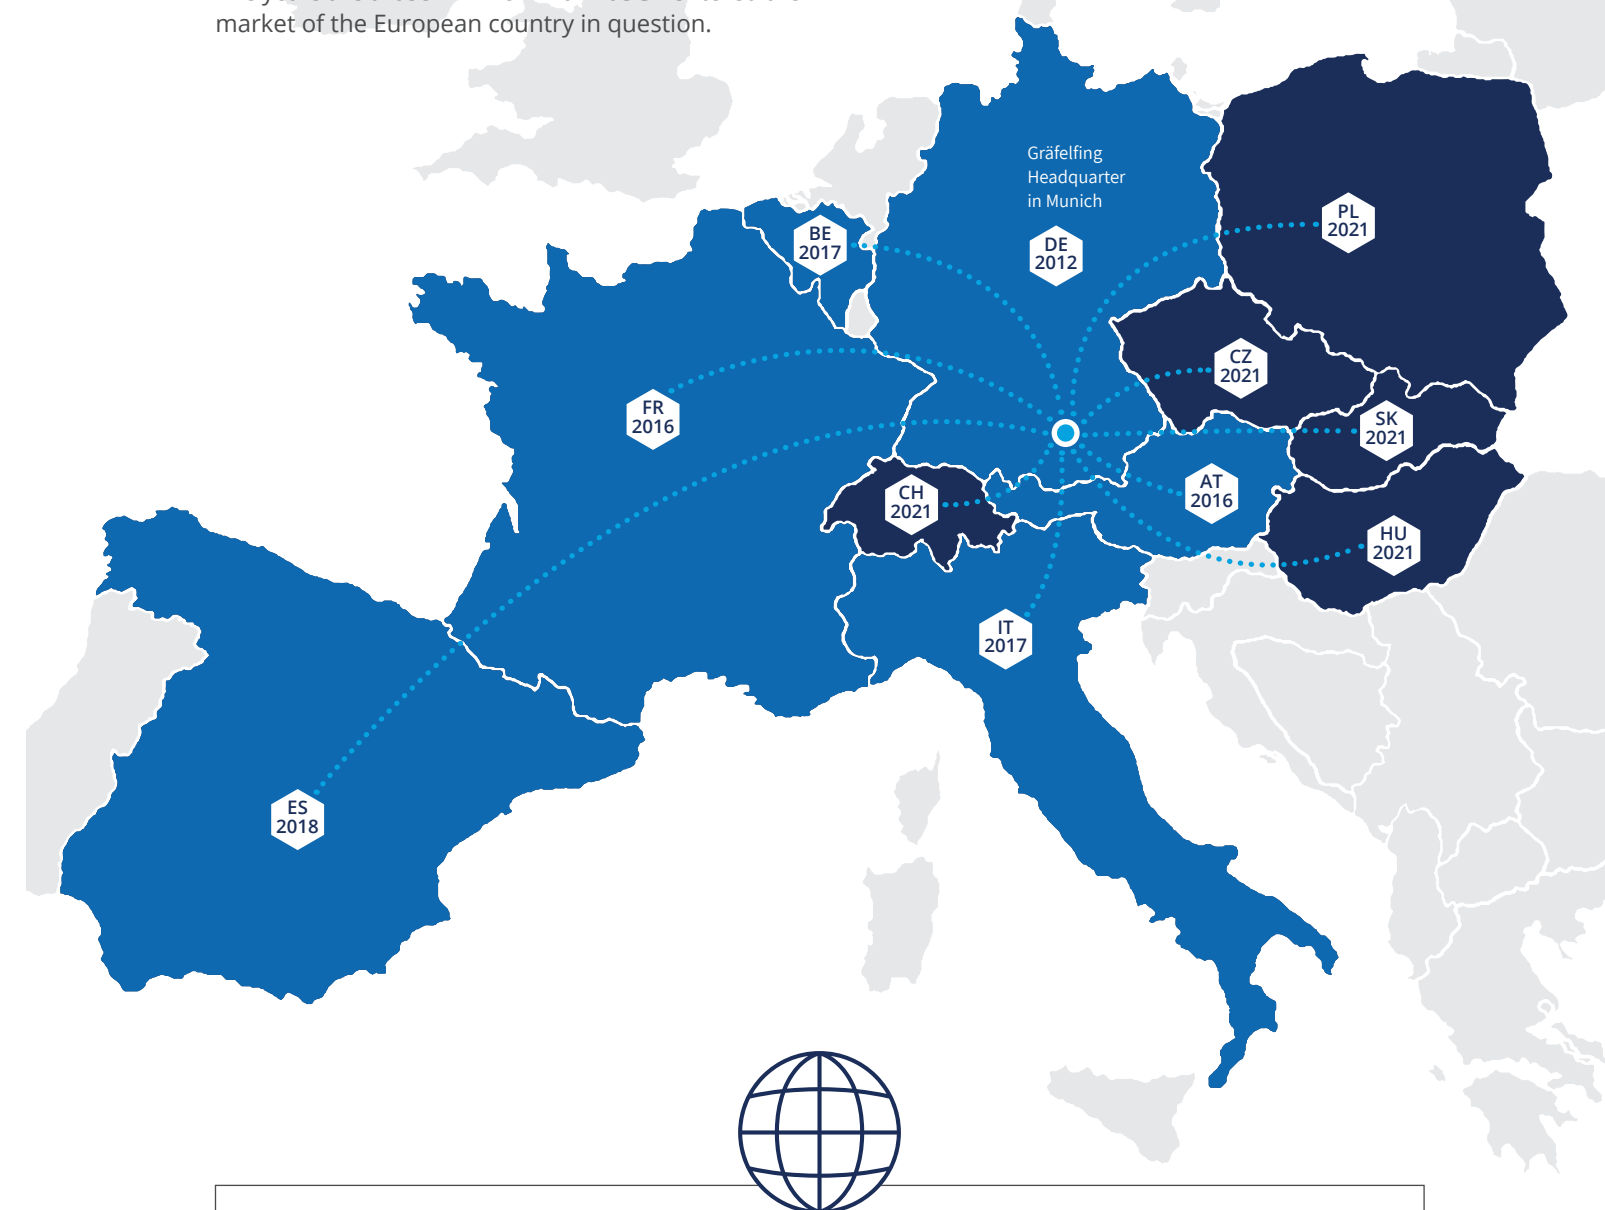 market of the European country in question.
Gräfelfing
Headquarter
in Munich
PL
2021
BE
2017
DE
2012
CZ
2021
FR
2016
SK
2021
CH
2021
AT
2016
HU
2021
IT
2017
ES
2018